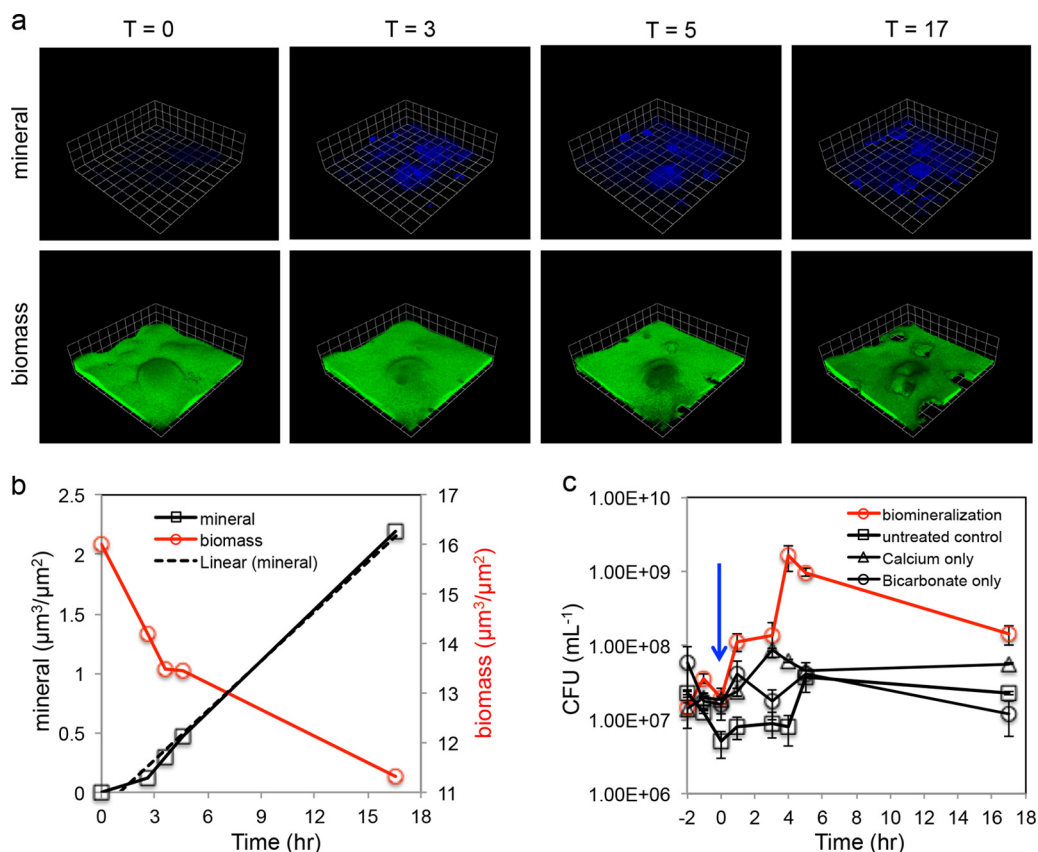 a
T = 0 T = 3 T = 5 T = 17
mineral
biomass
b
mineral (μm³/μm²)
2.5
2
1.5
1
0.5
0
mineral
biomass
Linear (mineral)
17
16
15
14
13
12
11
biomass (μm³/μm²)
0 3 6 9 12 15 18
Time (hr)
c
CFU (mL⁻¹)
1.00E+10
1.00E+09
1.00E+08
1.00E+07
1.00E+06
biomineralization
untreated control
Calcium only
Bicarbonate only
-2 0 2 4 6 8 10 12 14 16 18
Time (hr)